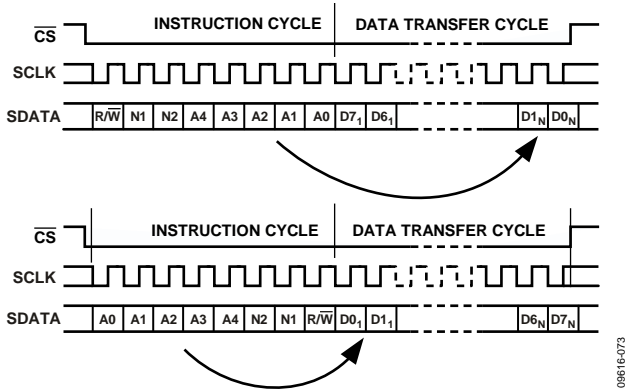 INSTRUCTION CYCLE DATA TRANSFER CYCLE
CS
SCLK
SDATA R/W N1 N2 A4 A3 A2 A1 A0 D71 D61 D1N D0N
INSTRUCTION CYCLE DATA TRANSFER CYCLE
CS
SCLK
SDATA A0 A1 A2 A3 A4 N2 N1 R/W D01 D11 D6N D7N
09616-073